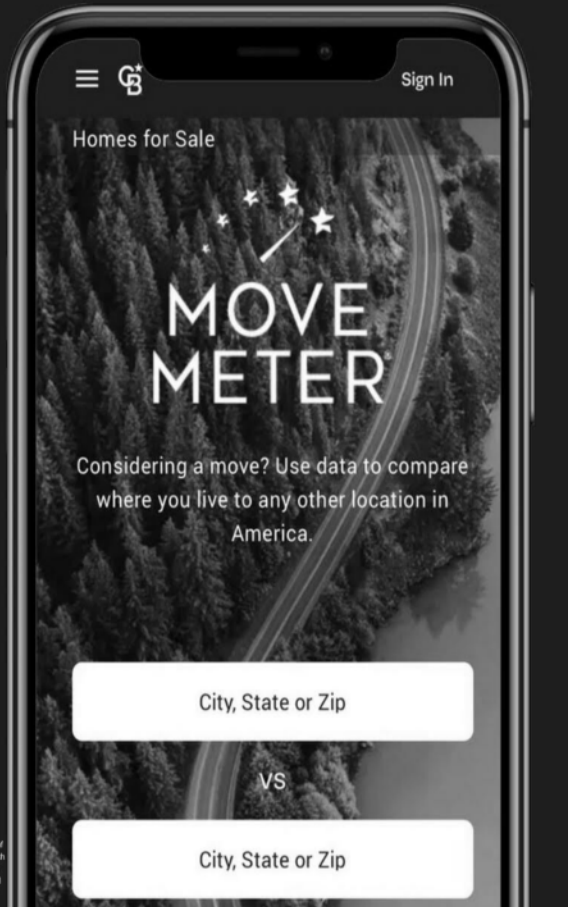 CB
Sign In
Homes for Sale
MOVE
METER®
Considering a move? Use data to compare
where you live to any other location in
America.
City, State or Zip
VS
City, State or Zip